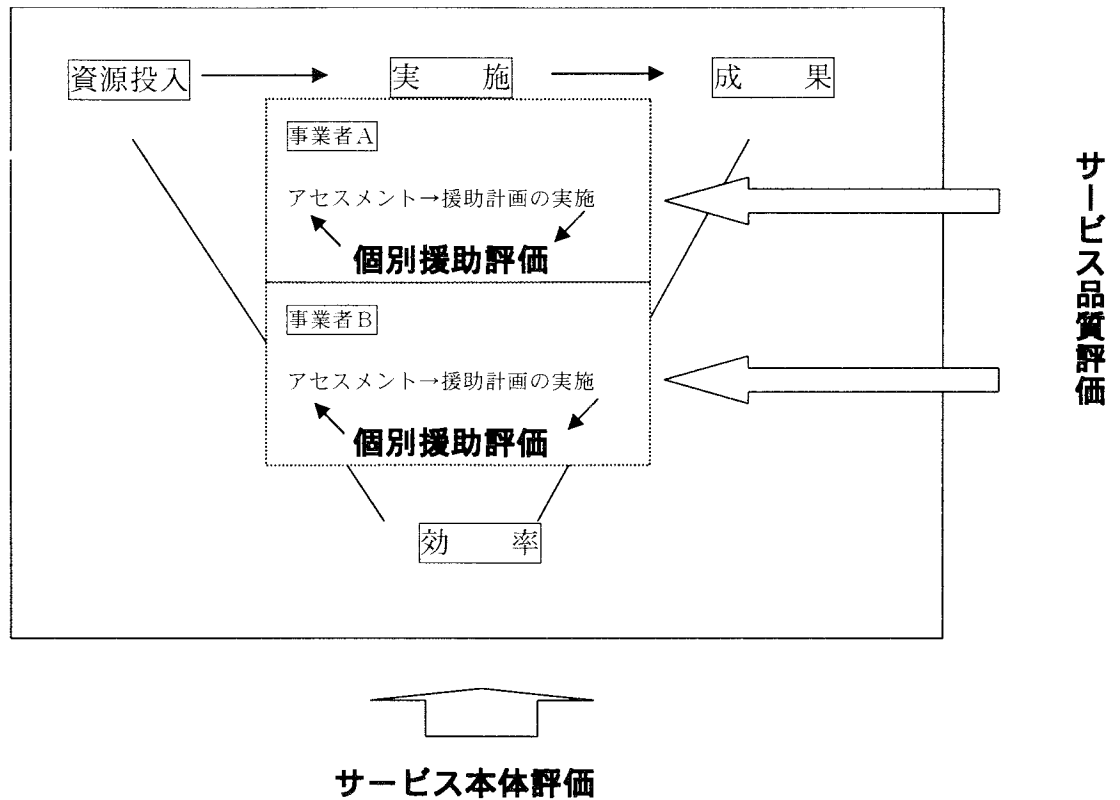 資源投入
実　施
成　果
事業者A
アセスメント→援助計画の実施
個別援助評価
事業者B
アセスメント→援助計画の実施
個別援助評価
効　率
サービス品質評価
サービス本体評価